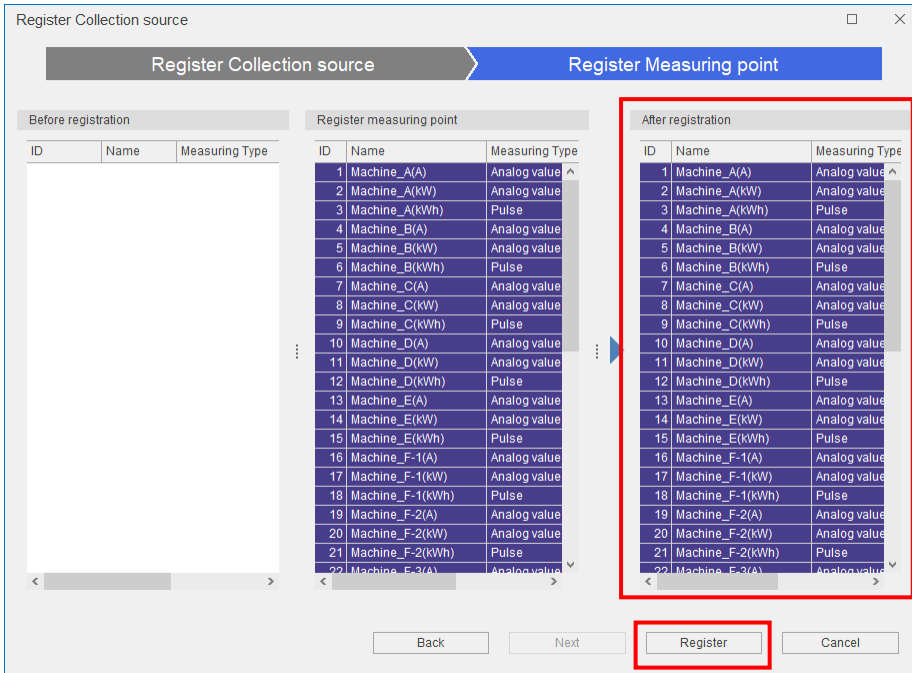 Register Collection source
Register Collection source
Register Measuring point
Before registration
ID Name Measuring Type
Register measuring point
ID Name Measuring Type
1 Machine_A(A) Analog value
2 Machine_A(kW) Analog value
3 Machine_A(kWh) Pulse
4 Machine_B(A) Analog value
5 Machine_B(kW) Analog value
6 Machine_B(kWh) Pulse
7 Machine_C(A) Analog value
8 Machine_C(kW) Analog value
9 Machine_C(kWh) Pulse
10 Machine_D(A) Analog value
11 Machine_D(kW) Analog value
12 Machine_D(kWh) Pulse
13 Machine_E(A) Analog value
14 Machine_E(kW) Analog value
15 Machine_E(kWh) Pulse
16 Machine_F-1(A) Analog value
17 Machine_F-1(kW) Analog value
18 Machine_F-1(kWh) Pulse
19 Machine_F-2(A) Analog value
20 Machine_F-2(kW) Analog value
21 Machine_F-2(kWh) Pulse
22 Machine_F-3(A) Analog value
After registration
ID Name Measuring Type
1 Machine_A(A) Analog value
2 Machine_A(kW) Analog value
3 Machine_A(kWh) Pulse
4 Machine_B(A) Analog value
5 Machine_B(kW) Analog value
6 Machine_B(kWh) Pulse
7 Machine_C(A) Analog value
8 Machine_C(kW) Analog value
9 Machine_C(kWh) Pulse
10 Machine_D(A) Analog value
11 Machine_D(kW) Analog value
12 Machine_D(kWh) Pulse
13 Machine_E(A) Analog value
14 Machine_E(kW) Analog value
15 Machine_E(kWh) Pulse
16 Machine_F-1(A) Analog value
17 Machine_F-1(kW) Analog value
18 Machine_F-1(kWh) Pulse
19 Machine_F-2(A) Analog value
20 Machine_F-2(kW) Analog value
21 Machine_F-2(kWh) Pulse
22 Machine_F-3(A) Analog value
Back
Next
Register
Cancel